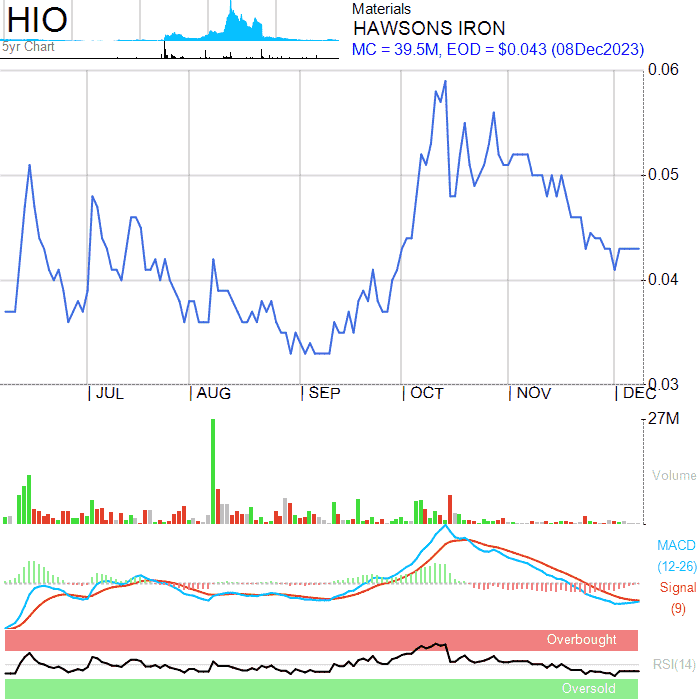 HIO
5yr Chart
Materials
HAWSONS IRON
MC = 39.5M, EOD = $0.043 (08Dec2023)
0.06
0.05
0.04
0.03
JUL
AUG
SEP
OCT
NOV
DEC
27M
Volume
MACD
(12-26)
Signal
(9)
Overbought
RSI(14)
Oversold